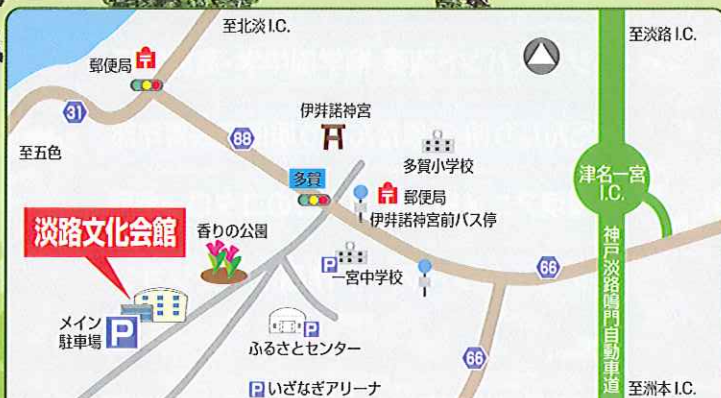 至北淡I.C.
至淡路I.C.
郵便局
31
至五色
88
伊弉諾神宮
多賀小学校
多賀
郵便局
伊弉諾神宮前バス停
津名一宮
I.C.
淡路文化会館
香りの公園
P
一宮中学校
66
神戸淡路鳴門自動車道
メイン
駐車場
P
P
ふるさとセンター
66
P いざなぎアリーナ
至洲本I.C.